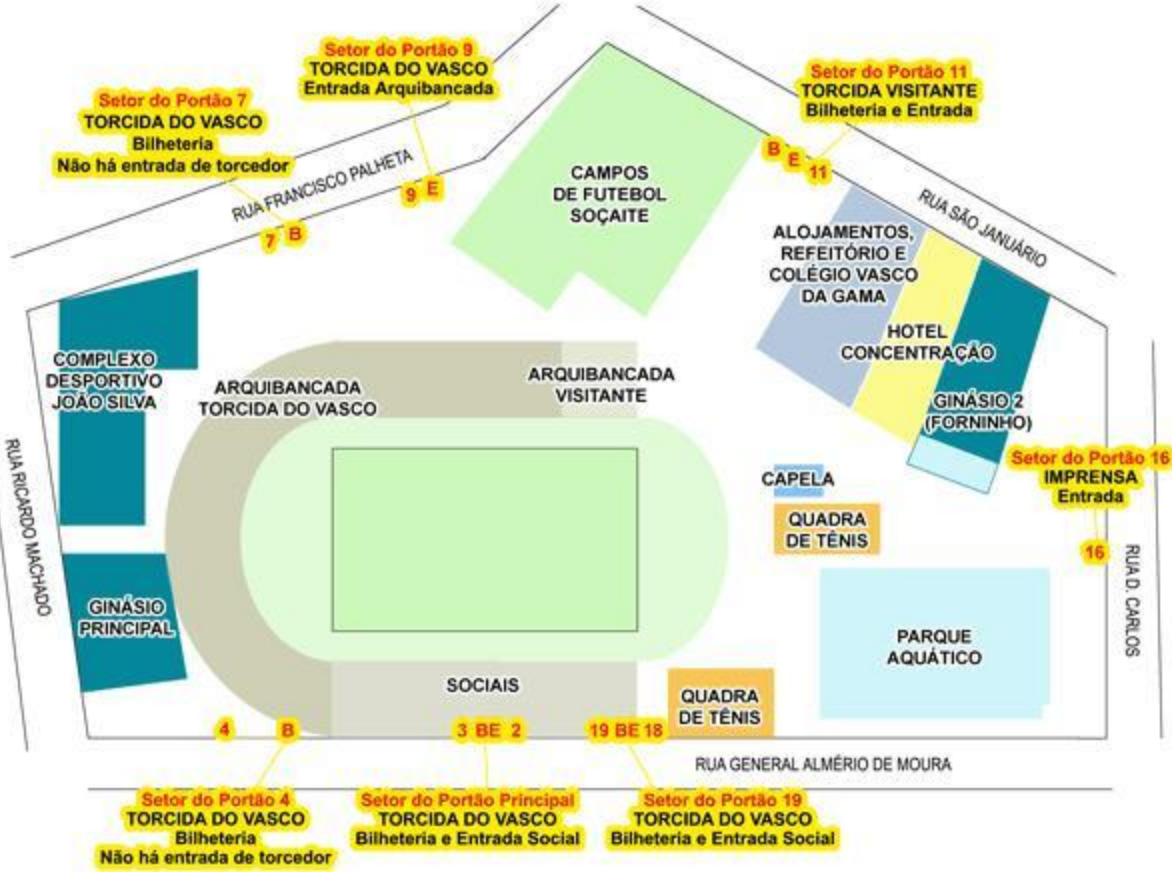 Setor do Portão 9
TORCIDA DO VASCO
Entrada Arquibancada
Setor do Portão 11
TORCIDA VISITANTE
Bilheteria e Entrada
Setor do Portão 7
TORCIDA DO VASCO
Bilheteria
Não há entrada de torcedor
RUA FRANCISCO PALHETA
9 E
7 B
B
E
11
RUA SÃO JANUÁRIO
CAMPOS
DE FUTEBOL
SOÇAITE
ALOJAMENTOS,
REFEITÓRIO E
COLÉGIO VASCO
DA GAMA
HOTEL
CONCENTRAÇÃO
GINÁSIO 2
(FORNINHO)
COMPLEXO
DESPORTIVO
JOÃO SILVA
ARQUIBANCADA
TORCIDA DO VASCO
ARQUIBANCADA
VISITANTE
RUA RICARDO MACHADO
Setor do Portão 16
IMPRENSA
Entrada
16
RUA D. CARLOS
CAPELA
QUADRA
DE TÊNIS
GINÁSIO
PRINCIPAL
PARQUE
AQUÁTICO
SOCIAIS
QUADRA
DE TÊNIS
4 B
3 BE 2
19 BE 18
RUA GENERAL ALMÉRIO DE MOURA
Setor do Portão 4
TORCIDA DO VASCO
Bilheteria
Não há entrada de torcedor
Setor do Portão Principal
TORCIDA DO VASCO
Bilheteria e Entrada Social
Setor do Portão 19
TORCIDA DO VASCO
Bilheteria e Entrada Social